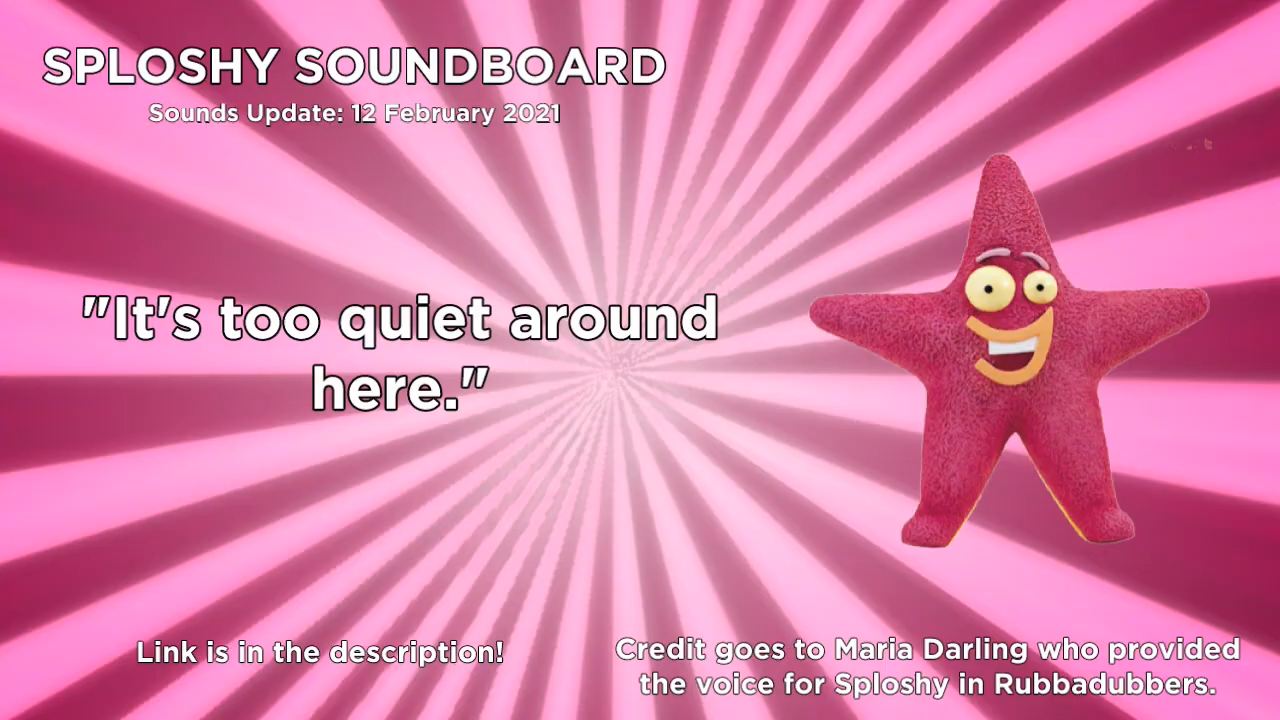 SPLOSHY SOUNDBOARD
Sounds Update: 12 February 2021
"It's too quiet around
here."
Link is in the description!
Credit goes to Maria Darling who provided
the voice for Sploshy in Rubbadubbers.